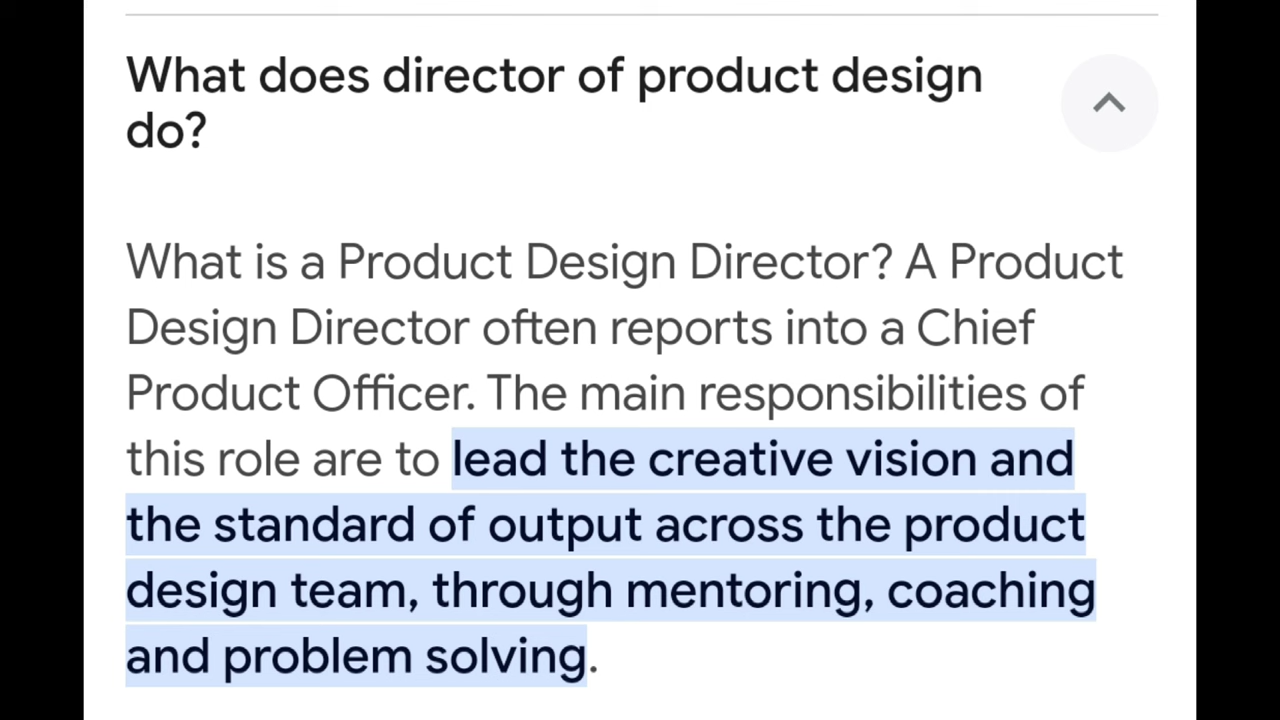 What does director of product design
do?
What is a Product Design Director? A Product
Design Director often reports into a Chief
Product Officer. The main responsibilities of
this role are to lead the creative vision and
the standard of output across the product
design team, through mentoring, coaching
and problem solving.